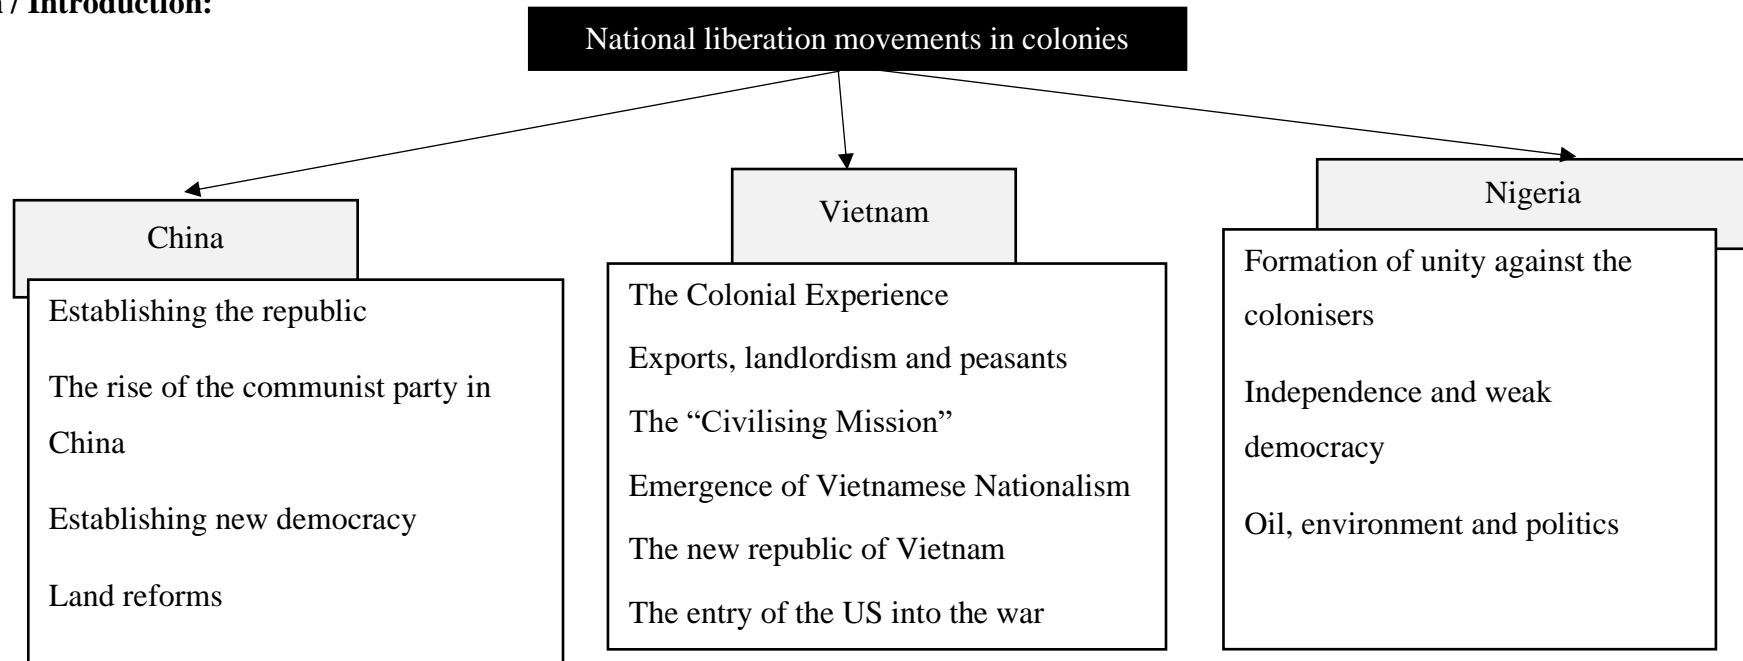 / Introduction:
National liberation movements in colonies
China
Establishing the republic
The rise of the communist party in
China
Establishing new democracy
Land reforms
Vietnam
The Colonial Experience
Exports, landlordism and peasants
The “Civilising Mission”
Emergence of Vietnamese Nationalism
The new republic of Vietnam
The entry of the US into the war
Nigeria
Formation of unity against the
colonisers
Independence and weak
democracy
Oil, environment and politics